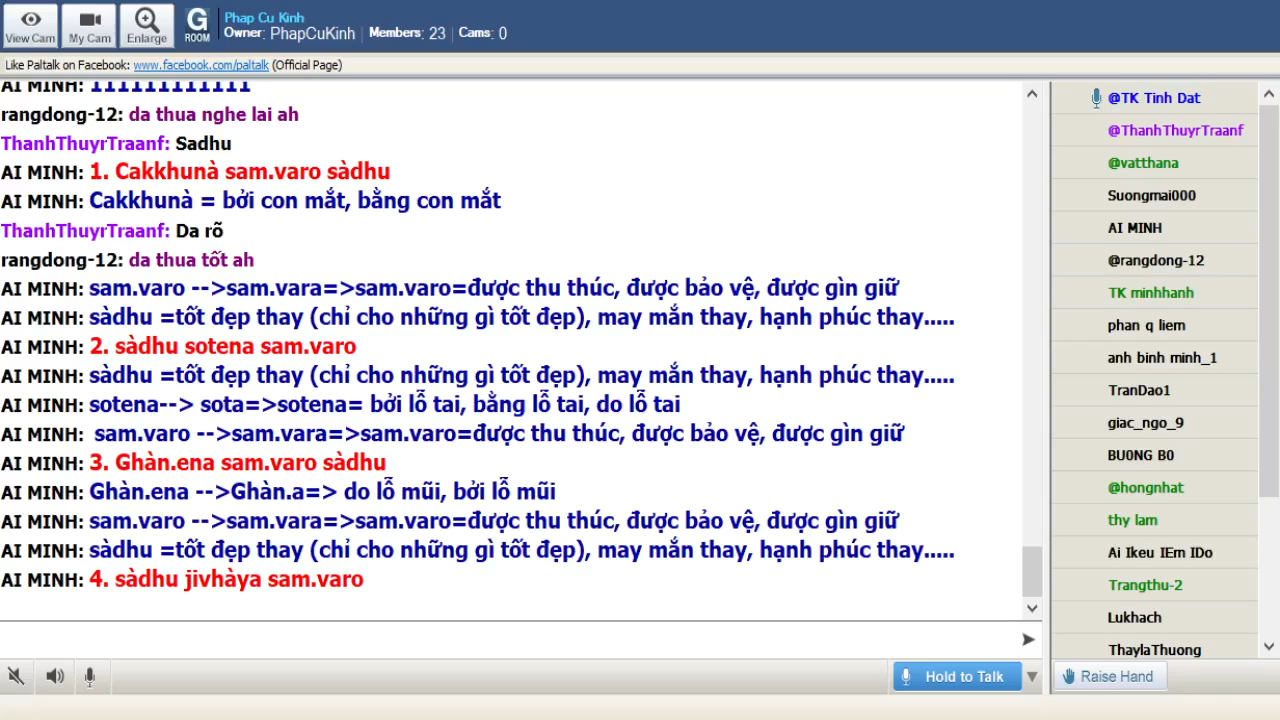 View Cam
My Cam
Enlarge
G
ROOM
Phap Cu Kinh
Owner: PhapCuKinh | Members: 23 | Cams: 0
Like Paltalk on Facebook: www.facebook.com/paltalk (Official Page)
AI MINH: 111111111111
rangdong-12: da thua nghe lai ah
ThanhThuyrTraanf: Sadhu
AI MINH: 1. Cakkhunà sam.varo sàdhu
AI MINH: Cakkhunà = bởi con mắt, bằng con mắt
ThanhThuyrTraanf: Da rõ
rangdong-12: da thua tốt ah
AI MINH: sam.varo -->sam.vara=>sam.varo=được thu thúc, được bảo vệ, được gìn giữ
AI MINH: sàdhu =tốt đẹp thay (chỉ cho những gì tốt đẹp), may mắn thay, hạnh phúc thay.....
AI MINH: 2. sàdhu sotena sam.varo
AI MINH: sàdhu =tốt đẹp thay (chỉ cho những gì tốt đẹp), may mắn thay, hạnh phúc thay.....
AI MINH: sotena--> sota=>sotena= bởi lỗ tai, bằng lỗ tai, do lỗ tai
AI MINH: sam.varo -->sam.vara=>sam.varo=được thu thúc, được bảo vệ, được gìn giữ
AI MINH: 3. Ghàn.ena sam.varo sàdhu
AI MINH: Ghàn.ena -->Ghàn.a=> do lỗ mũi, bởi lỗ mũi
AI MINH: sam.varo -->sam.vara=>sam.varo=được thu thúc, được bảo vệ, được gìn giữ
AI MINH: sàdhu =tốt đẹp thay (chỉ cho những gì tốt đẹp), may mắn thay, hạnh phúc thay.....
AI MINH: 4. sàdhu jivhàya sam.varo
@TK Tinh Dat
@ThanhThuyrTraanf
@vatthana
Suongmai000
AI MINH
@rangdong-12
TK minhhanh
phan q liem
anh binh minh_1
TranDao1
giac_ngo_9
BU0NG B0
@hongnhat
thy lam
Ai Ikeu IEm IDo
Trangthu-2
Lukhach
ThaylaThuong
Hold to Talk
Raise Hand